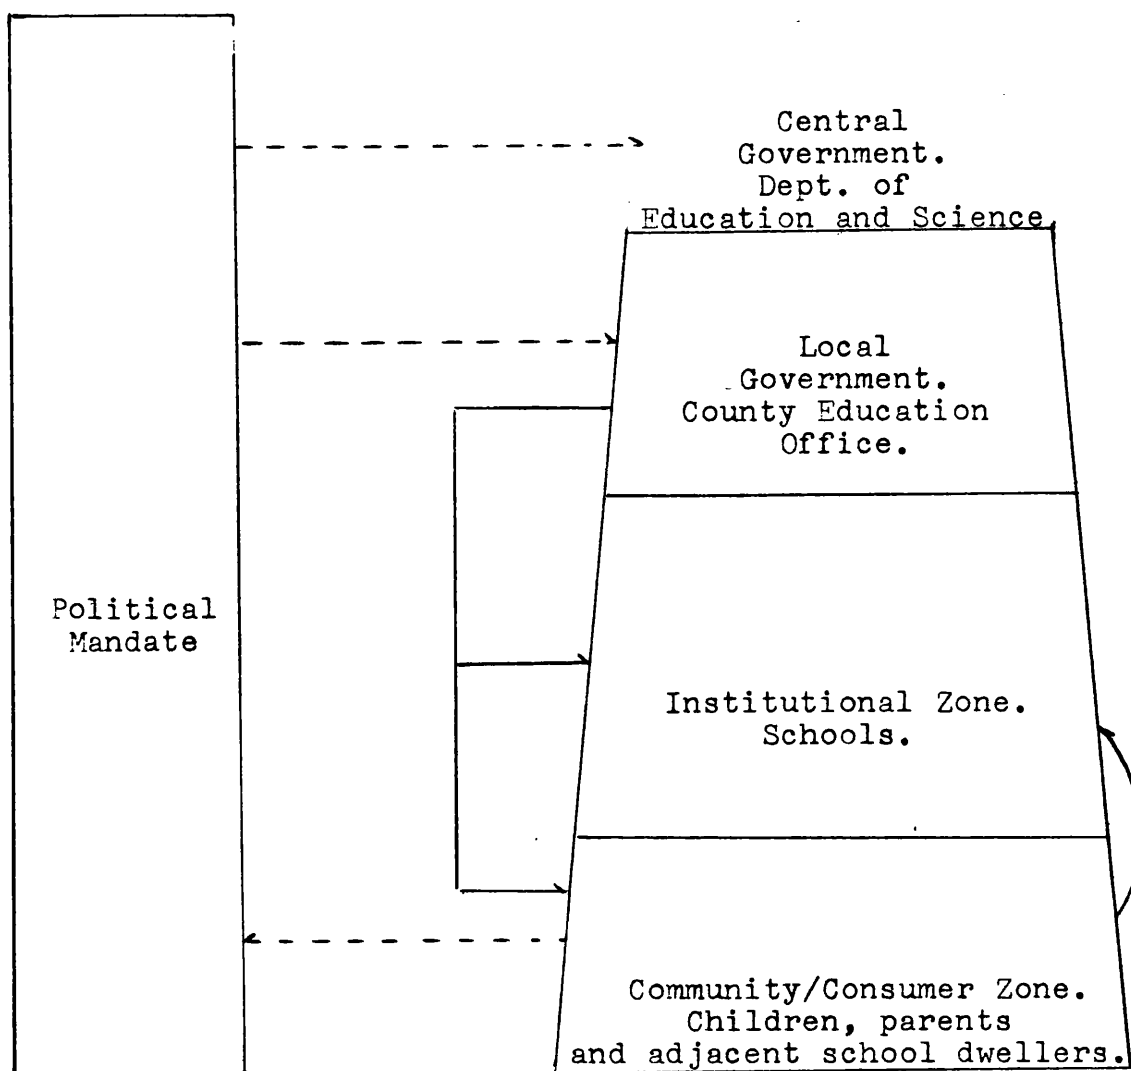 Central
Government.
Dept. of
Education and Science
Local
Government.
County Education
Office.
Political
Mandate
Institutional Zone.
Schools.
Community/Consumer Zone.
Children, parents
and adjacent school dwellers.